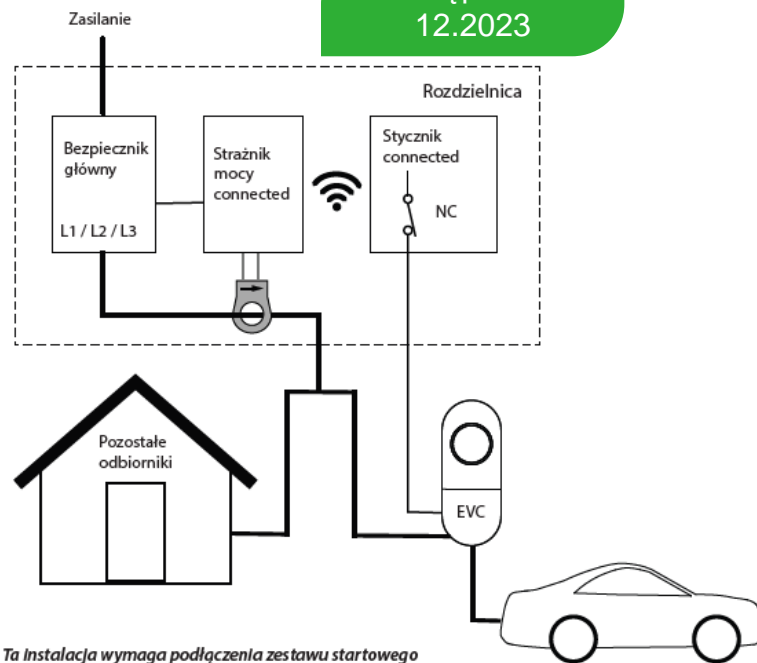 12.2023
Zasilanie
Rozdzielnica
Bezpiecznik
główny
L1 / L2 / L3
Strażnik
mocy
connected
Stycznik
connected
NC
Pozostałe
odbiorniki
EVC
Ta instalacja wymaga podłączenia zestawu startowego